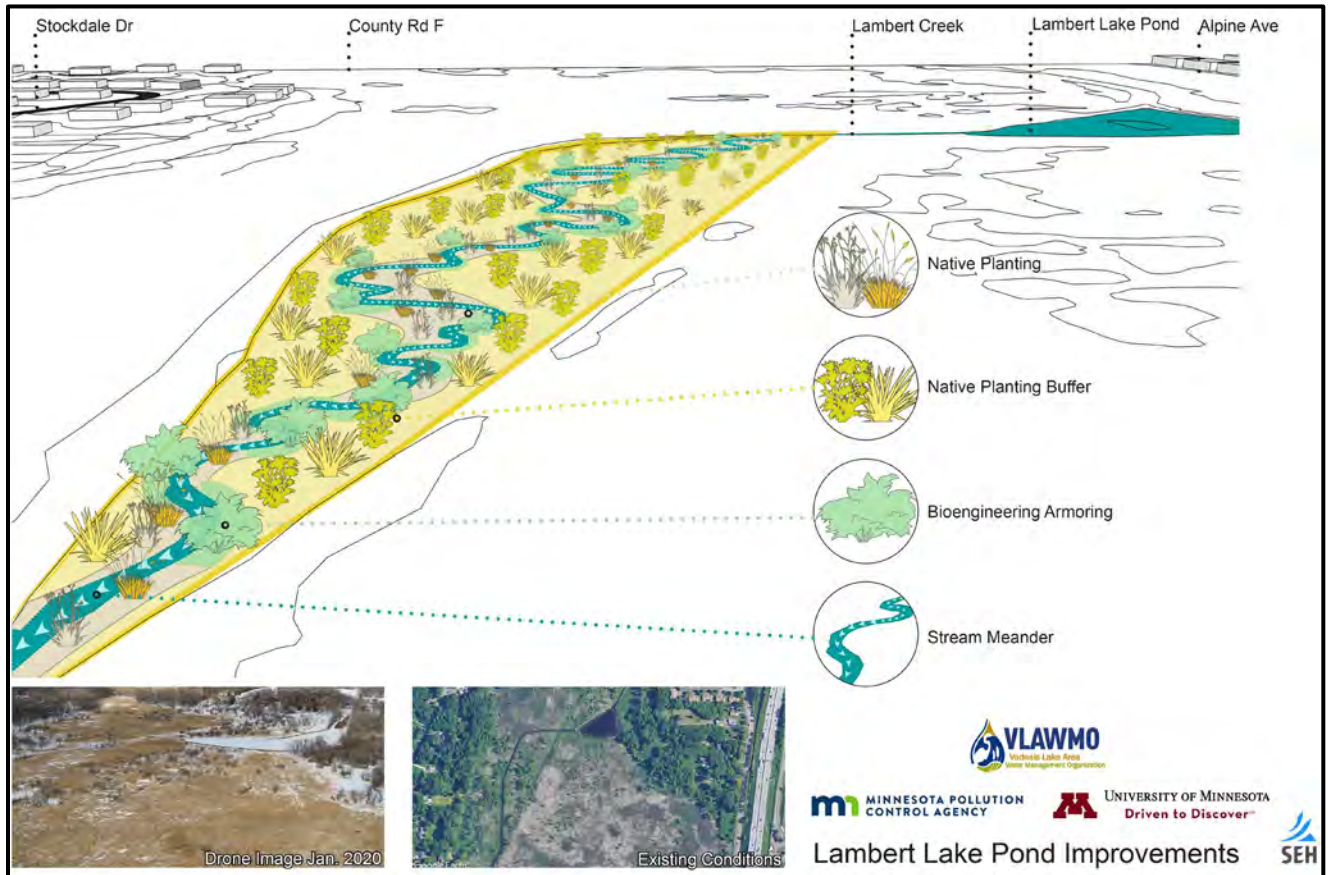 Stockdale Dr
County Rd F
Lambert Creek
Lambert Lake Pond
Alpine Ave
Native Planting
Native Planting Buffer
Bioengineering Armoring
Stream Meander
Drone Image Jan. 2020
Google Earth
Existing Conditions
VLAWMO
Vadnais Lake Area
Water Management Organization
MINNESOTA POLLUTION
CONTROL AGENCY
UNIVERSITY OF MINNESOTA
Driven to Discover
Lambert Lake Pond Improvements
SEH